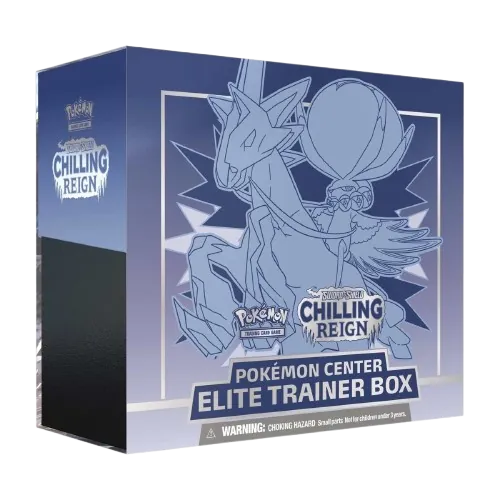 Pokémon
CHILLING
REIGN
Pokémon
TRADING CARD GAME
SWORD & SHIELD
CHILLING
REIGN
POKÉMON CENTER
ELITE TRAINER BOX
WARNING: CHOKING HAZARD Small parts. Not for children under 3 years.